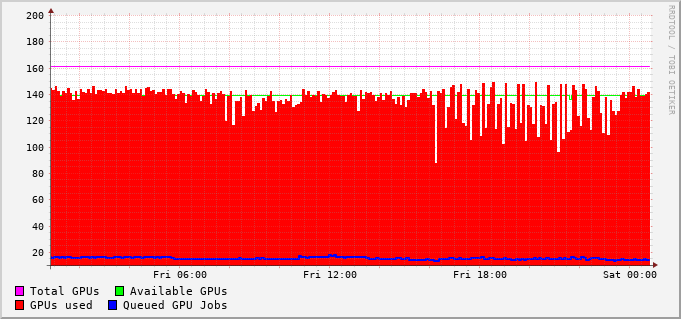 200
180
160
140
120
100
80
60
40
20
Fri 06:00 Fri 12:00 Fri 18:00 Sat 00:00
Total GPUs Available GPUs
GPUs used Queued GPU Jobs
RRDTOOL / TOBI OETIKER